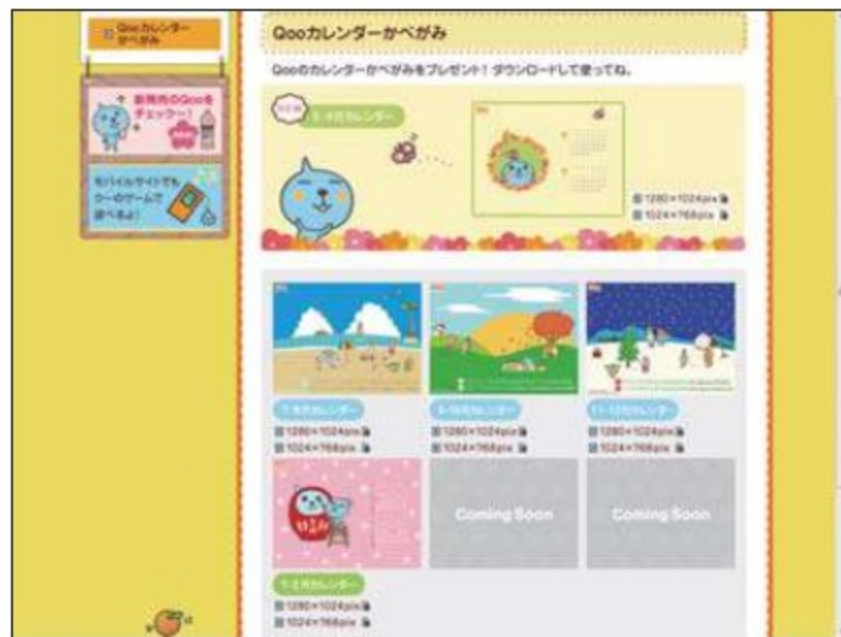 Qooカレンダー
かべがみ
新発売のQooを
チェックー!
モバイルサイトでも
クーのゲームで
遊べるよ!
Qooカレンダーかべがみ
Qooのカレンダーかべがみをプレゼント! ダウンロードして使ってね。
3-4月カレンダー
1280×1024pix
1024×768pix
7-8月カレンダー
9-10月カレンダー
11-12月カレンダー
1280×1024pix
1280×1024pix
1280×1024pix
1024×768pix
1024×768pix
1024×768pix
Coming Soon
Coming Soon
1-2月カレンダー
1280×1024pix
1024×768pix